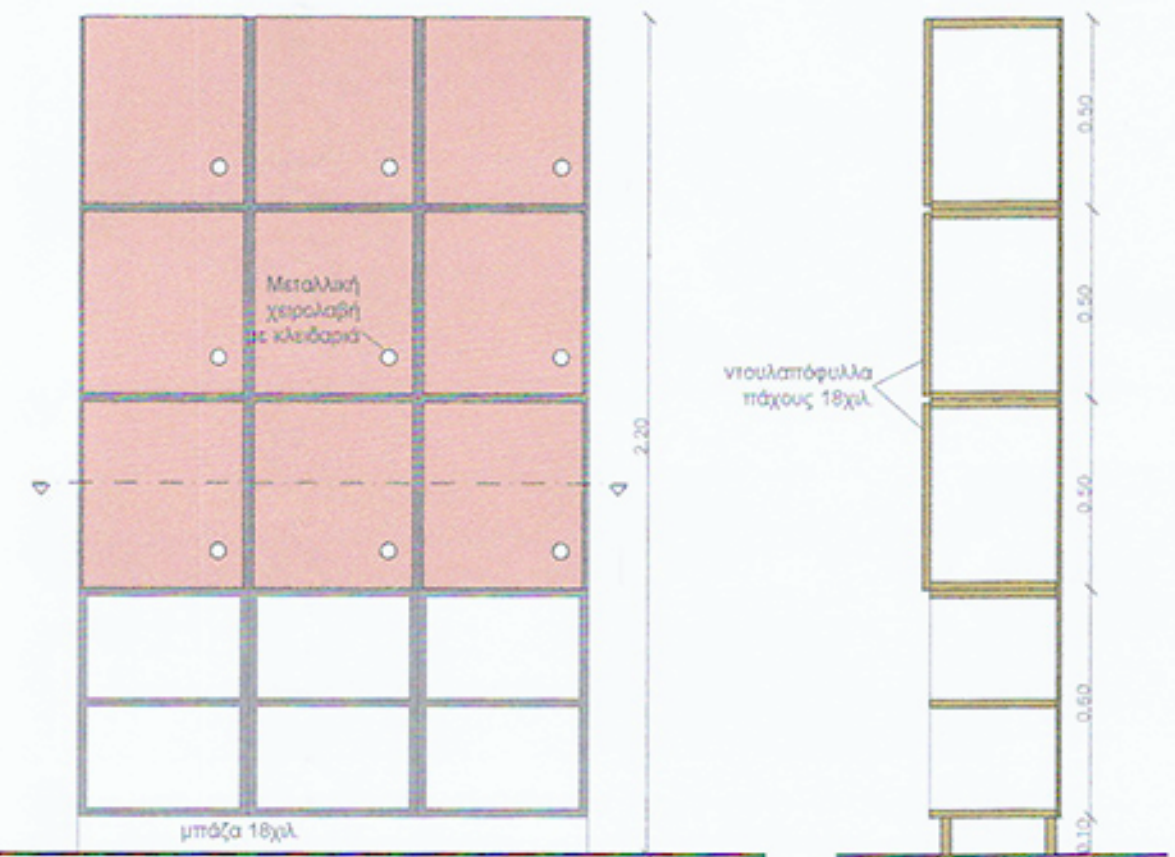 Μεταλλική
χειρολαβή
με κλειδαριά
2.20
μπάζα 18χιλ.
ντουλαπόφυλλα
πάχους 18χιλ.
0.50
0.50
0.50
0.60
0.10